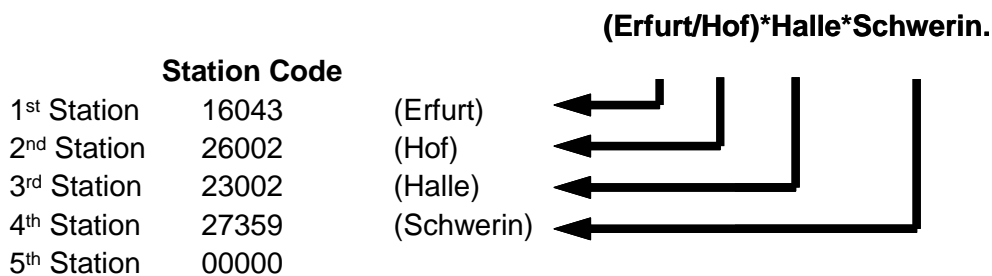 (Erfurt/Hof)*Halle*Schwerin.
Station Code
1st Station 16043 (Erfurt)
2nd Station 26002 (Hof)
3rd Station 23002 (Halle)
4th Station 27359 (Schwerin)
5th Station 00000